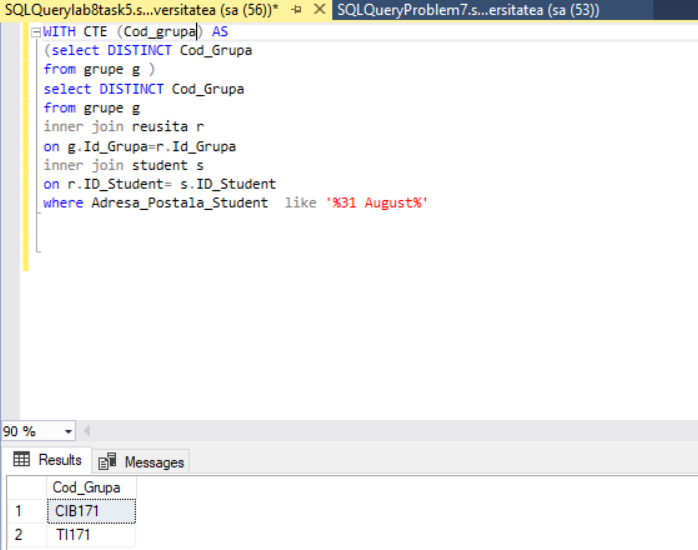 SQLQuerylab8task5.s...versitatea (sa (56))* SQLQueryProblem7.s...ersitatea (sa (53))
WITH CTE (Cod_grupa) AS
(select DISTINCT Cod_Grupa
from grupe g )
select DISTINCT Cod_Grupa
from grupe g
inner join reusita r
on g.Id_Grupa=r.Id_Grupa
inner join student s
on r.ID_Student= s.ID_Student
where Adresa_Postala_Student  like '%31 August%'
90 %
Results Messages
Cod_Grupa
1 CIB171
2 TI171